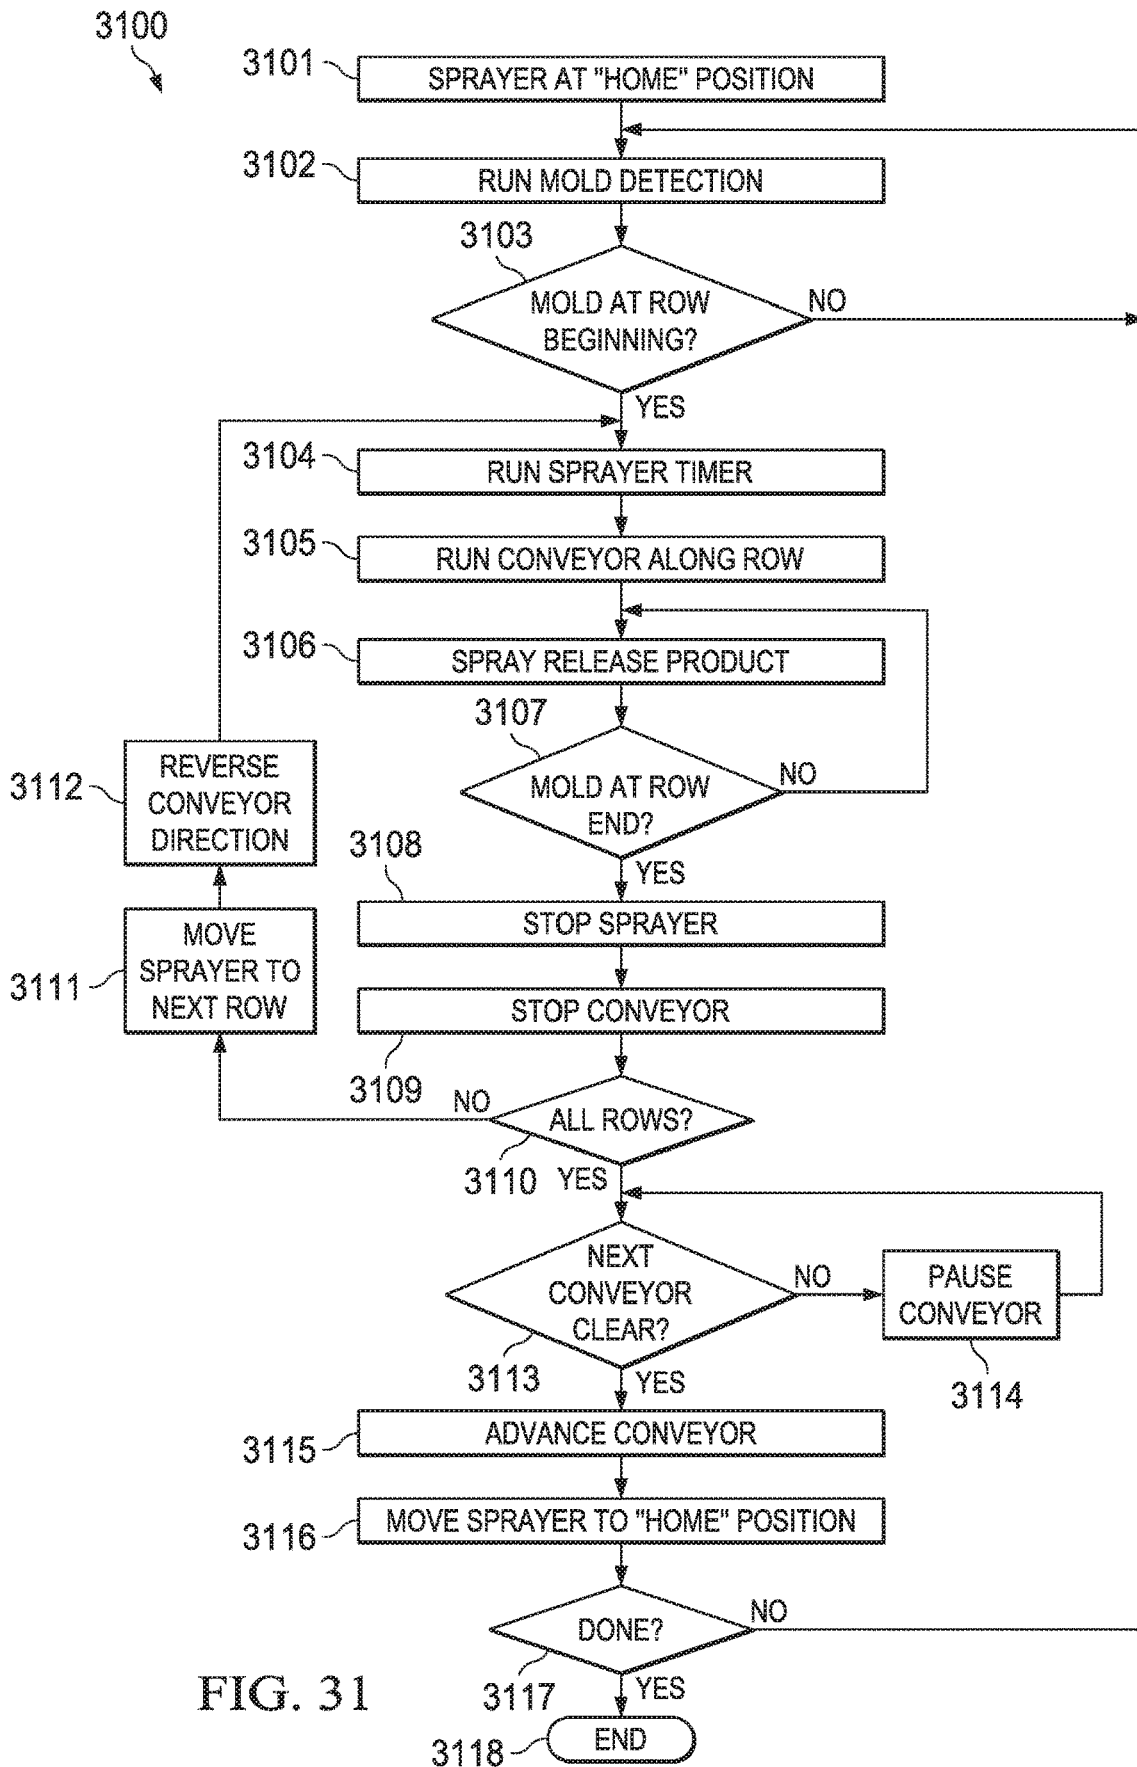 3100
3101
SPRAYER AT "HOME" POSITION
3102
RUN MOLD DETECTION
3103
MOLD AT ROW
BEGINNING?
NO
YES
3104
RUN SPRAYER TIMER
3105
RUN CONVEYOR ALONG ROW
3106
SPRAY RELEASE PRODUCT
3107
MOLD AT ROW
END?
NO
YES
3112
REVERSE
CONVEYOR
DIRECTION
3108
STOP SPRAYER
3111
MOVE
SPRAYER TO
NEXT ROW
STOP CONVEYOR
3109
NO
ALL ROWS?
3110
YES
NEXT
CONVEYOR
CLEAR?
NO
PAUSE
CONVEYOR
3113
YES
3114
3115
ADVANCE CONVEYOR
3116
MOVE SPRAYER TO "HOME" POSITION
DONE?
NO
3117
YES
FIG. 31
3118
END